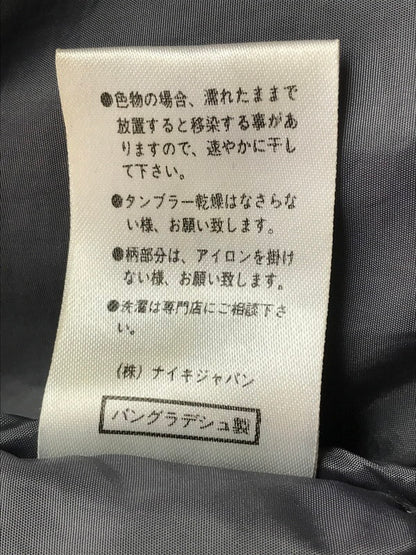 ●色物の場合、濡れたままで
放置すると移染する事があ
りますので、速やかに干し
て下さい。
●タンブラー乾燥はなさらな
い様、お願い致します。
●柄部分は、アイロンを掛け
ない様、お願い致します。
●洗濯は専門店にご相談下さ
い。
(株) ナイキジャパン
バングラデシュ製